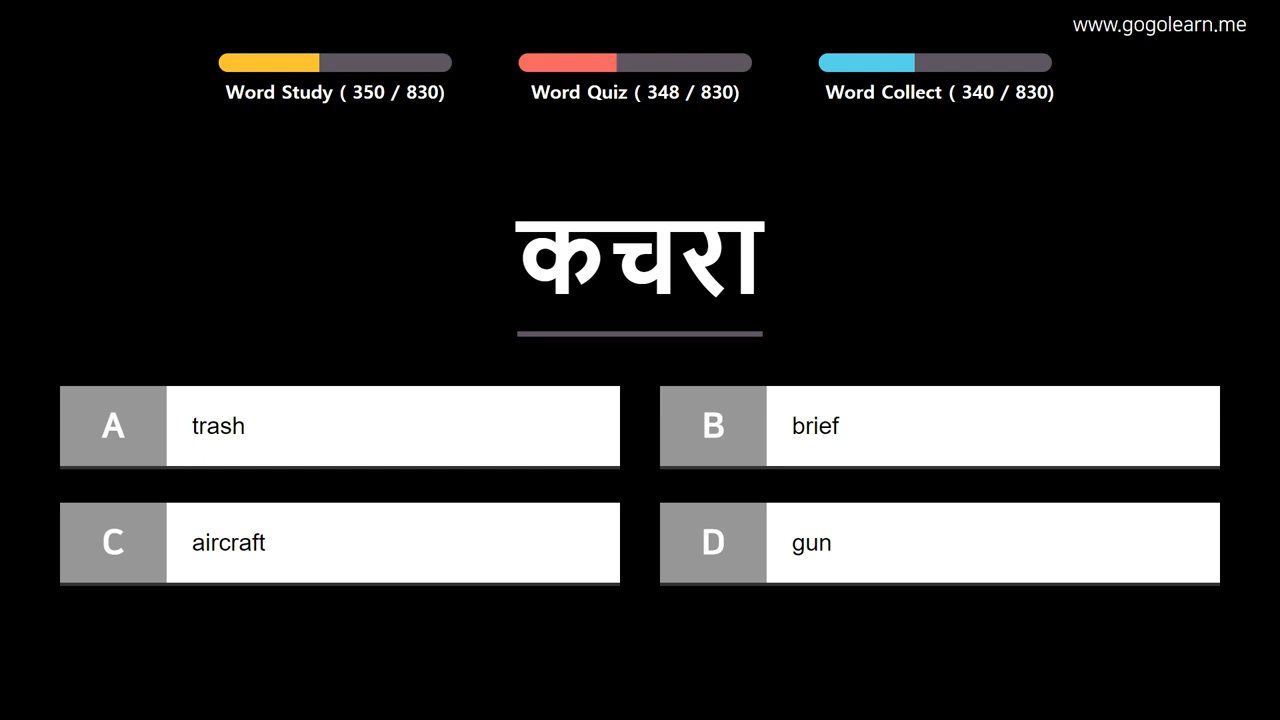 www.gogolearn.me
Word Study ( 350 / 830)
Word Quiz ( 348 / 830)
Word Collect ( 340 / 830)
कचरा
A trash
B brief
C aircraft
D gun